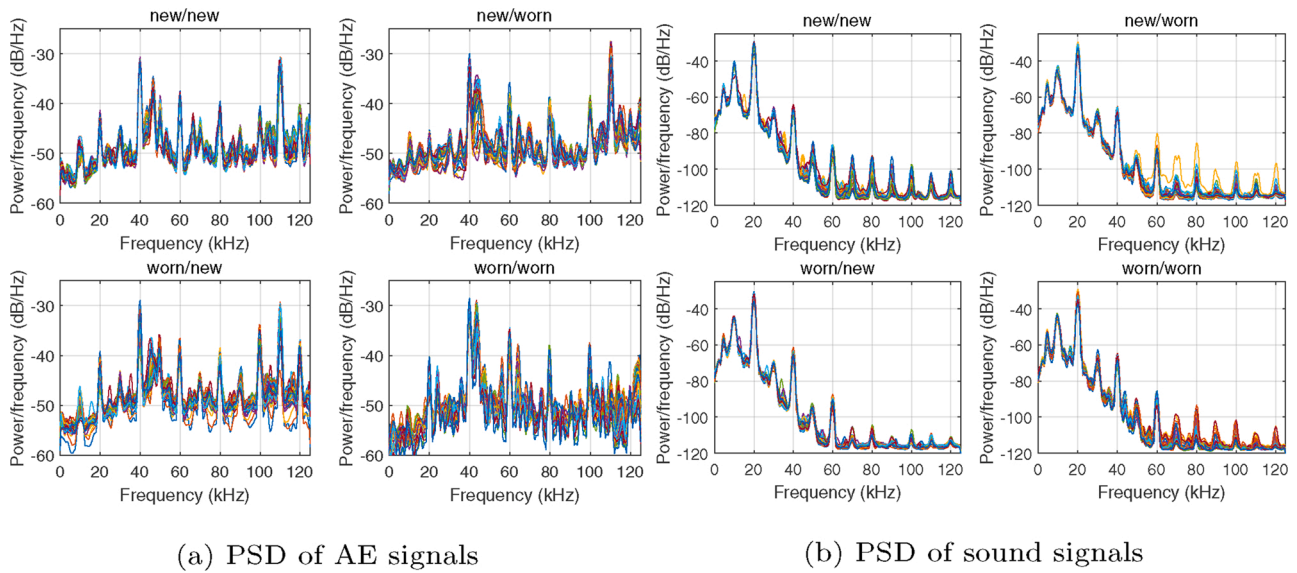 new/new
Power/frequency (dB/Hz)
-30
-40
-50
-60
0 20 40 60 80 100 120
Frequency (kHz)
new/worn
Power/frequency (dB/Hz)
-30
-40
-50
-60
0 20 40 60 80 100 120
Frequency (kHz)
worn/new
Power/frequency (dB/Hz)
-30
-40
-50
-60
0 20 40 60 80 100 120
Frequency (kHz)
worn/worn
Power/frequency (dB/Hz)
-30
-40
-50
-60
0 20 40 60 80 100 120
Frequency (kHz)
(a) PSD of AE signals
new/new
Power/frequency (dB/Hz)
-40
-60
-80
-100
-120
0 20 40 60 80 100 120
Frequency (kHz)
new/worn
Power/frequency (dB/Hz)
-40
-60
-80
-100
-120
0 20 40 60 80 100 120
Frequency (kHz)
worn/new
Power/frequency (dB/Hz)
-40
-60
-80
-100
-120
0 20 40 60 80 100 120
Frequency (kHz)
worn/worn
Power/frequency (dB/Hz)
-40
-60
-80
-100
-120
0 20 40 60 80 100 120
Frequency (kHz)
(b) PSD of sound signals